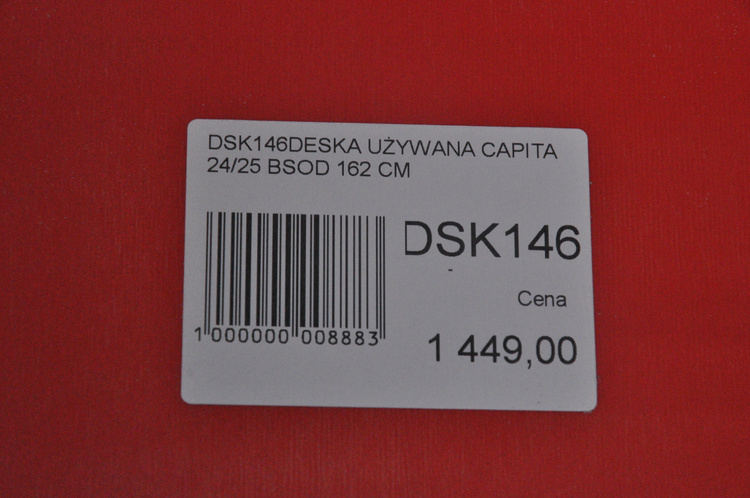 DSK146DESKA UŻYWANA CAPITA
24/25 BSOD 162 CM
DSK146
-
Cena
1 449,00
1 000000 008883